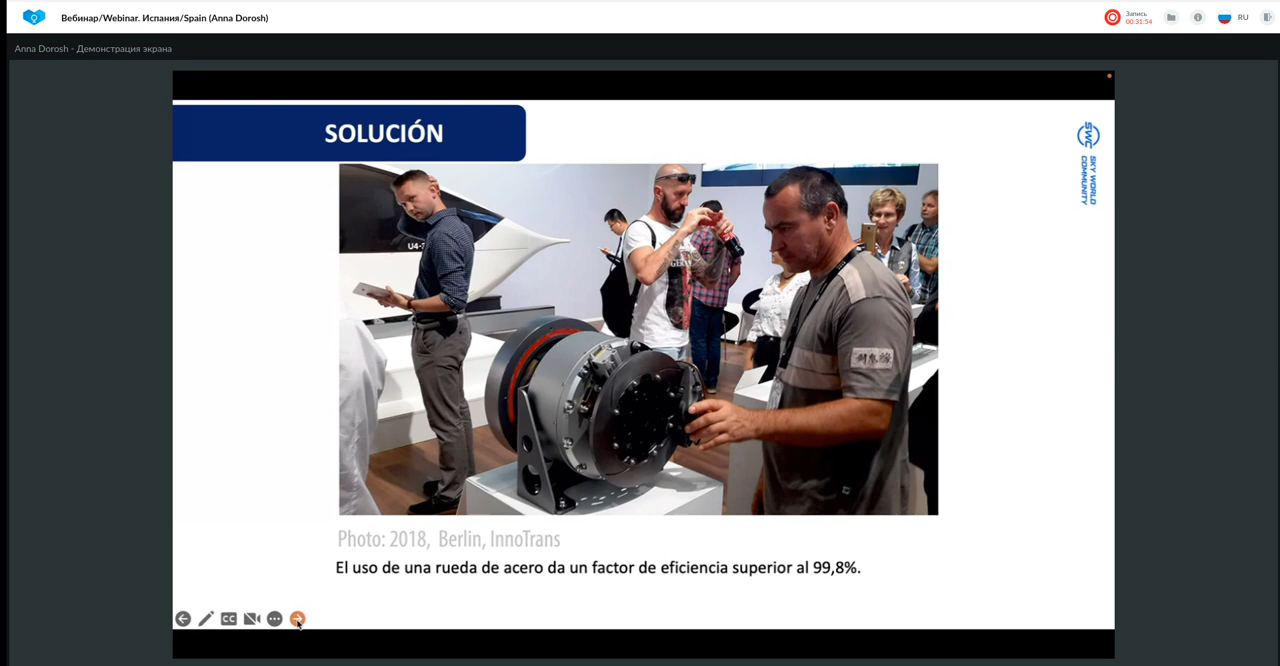 Вебинар/Webinar. Испания/Spain (Anna Dorosh)
Запись
00:31:54
RU
Anna Dorosh - Демонстрация экрана
SOLUCIÓN
SWC
SKY WORLD
COMMUNITY
Photo: 2018, Berlin, InnoTrans
El uso de una rueda de acero da un factor de eficiencia superior al 99,8%.
CC